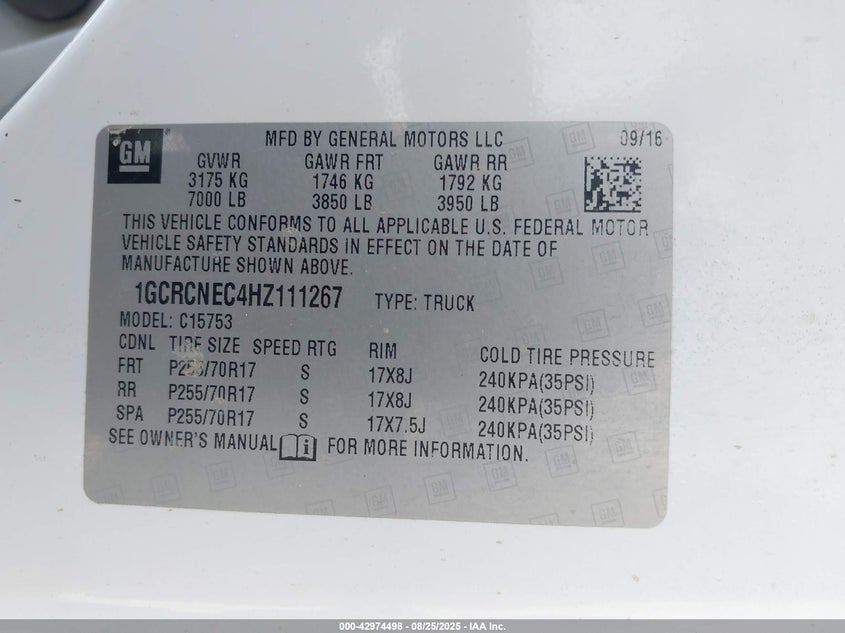 GM
MFD BY GENERAL MOTORS LLC 09/16
GVWR GAWR FRT GAWR RR
3175 KG 1746 KG 1792 KG
7000 LB 3850 LB 3950 LB
THIS VEHICLE CONFORMS TO ALL APPLICABLE U.S. FEDERAL MOTOR
VEHICLE SAFETY STANDARDS IN EFFECT ON THE DATE OF
MANUFACTURE SHOWN ABOVE.
1GCRCNEC4HZ111267 TYPE: TRUCK
MODEL: C15753
CDNL TIRE SIZE SPEED RTG RIM COLD TIRE PRESSURE
FRT P255/70R17 S 17X8J 240KPA(35PSI)
RR P255/70R17 S 17X8J 240KPA(35PSI)
SPA P255/70R17 S 17X7.5J 240KPA(35PSI)
SEE OWNER'S MANUAL FOR MORE INFORMATION.
000-42974498 - 08/25/2025 - IAA Inc.